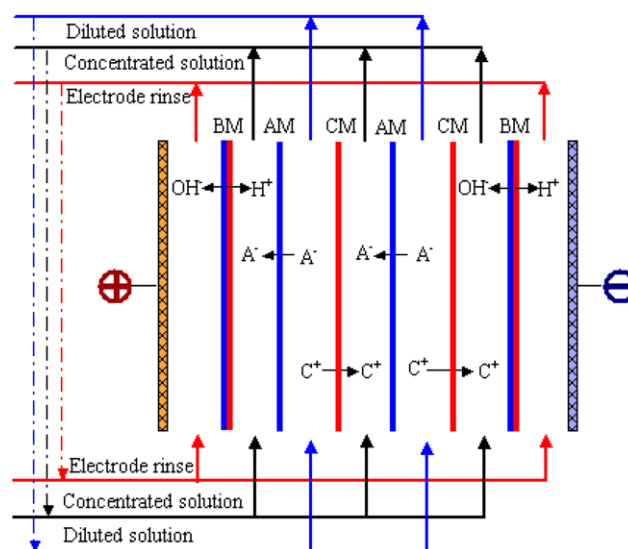 Diluted solution
Concentrated solution
Electrode rinse
BM AM CM AM CM BM
OH⁻ H⁺ OH⁻ H⁺
A⁻ A⁻ A⁻ A⁻
+ −
C⁺ C⁺ C⁺ C⁺
Electrode rinse
Concentrated solution
Diluted solution